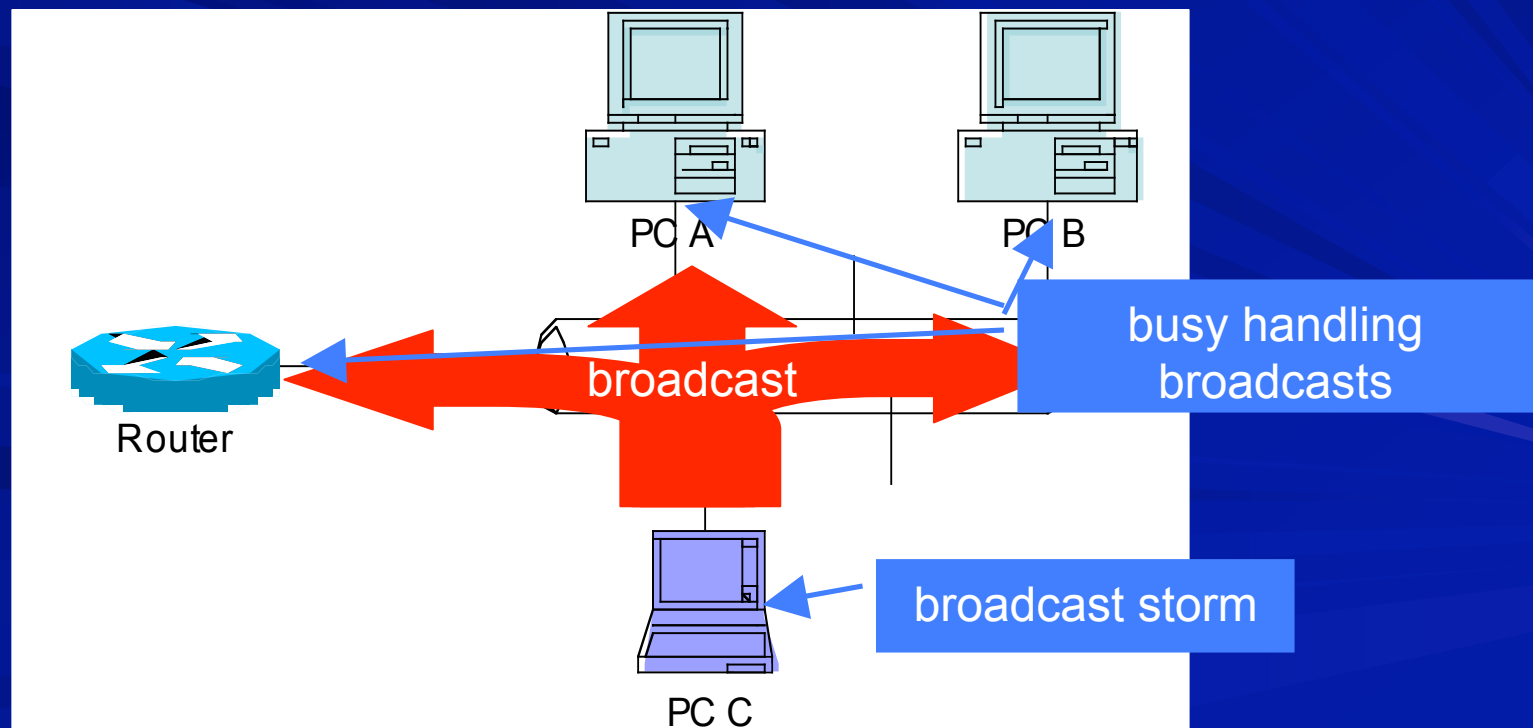 PC A
PC B
busy handling
broadcasts
broadcast
Router
broadcast storm
PC C